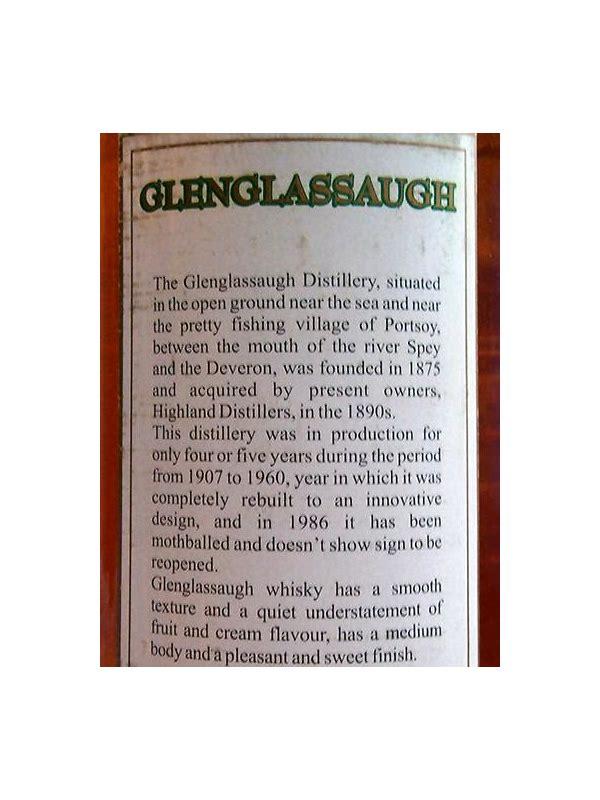 GLENGLASSAUGH
The Glenglassaugh Distillery, situated
in the open ground near the sea and near
the pretty fishing village of Portsoy,
between the mouth of the river Spey
and the Deveron, was founded in 1875
and acquired by present owners,
Highland Distillers, in the 1890s.
This distillery was in production for
only four or five years during the period
from 1907 to 1960, year in which it was
completely rebuilt to an innovative
design, and in 1986 it has been
mothballed and doesn't show sign to be
reopened.
Glenglassaugh whisky has a smooth
texture and a quiet understatement of
fruit and cream flavour, has a medium
body and a pleasant and sweet finish.